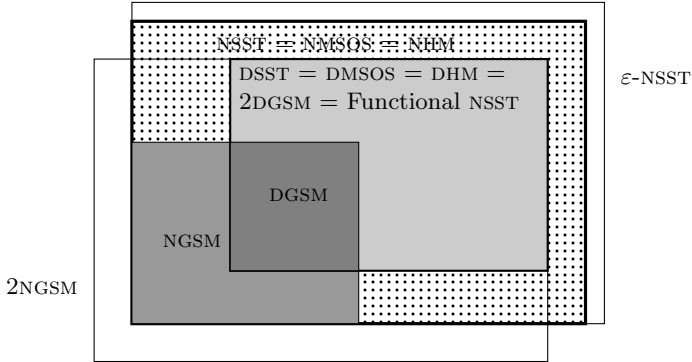 NSST = NMSOS = NHM
DSST = DMSOS = DHM =
2DGSM = Functional NSST
ε-NSST
DGSM
NGSM
2NGSM